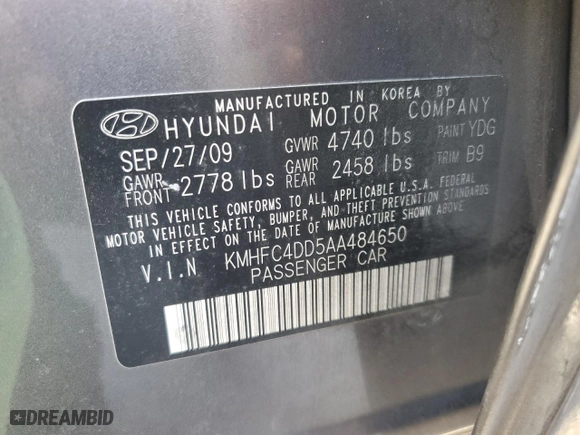 MANUFACTURED IN KOREA BY
HYUNDAI MOTOR COMPANY
SEP/27/09 GVWR 4740 lbs PAINT YDG
GAWR FRONT 2778 lbs GAWR REAR 2458 lbs TRIM B9
THIS VEHICLE CONFORMS TO ALL APPLICABLE U.S.A. FEDERAL
MOTOR VEHICLE SAFETY, BUMPER, AND THEFT PREVENTION STANDARDS
IN EFFECT ON THE DATE OF MANUFACTURE SHOWN ABOVE
V.I.N KMHFC4DD5AA484650
PASSENGER CAR
DREAMBID